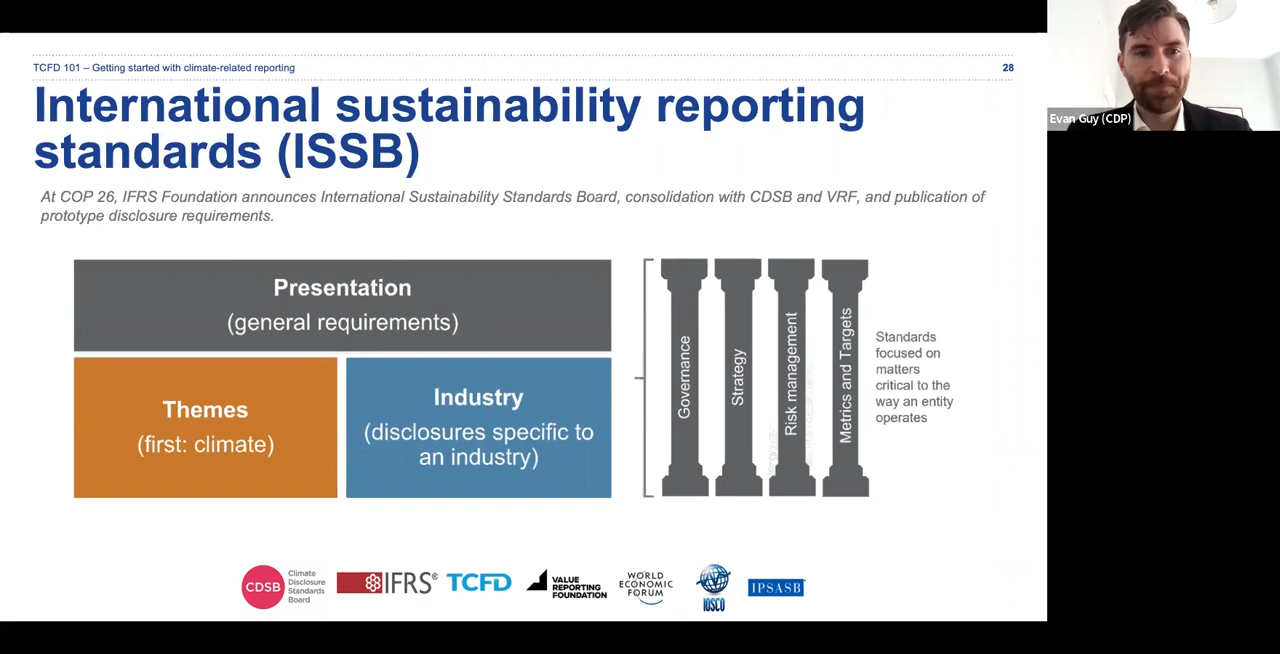 TCFD 101 – Getting started with climate-related reporting
28
International sustainability reporting
standards (ISSB)
At COP 26, IFRS Foundation announces International Sustainability Standards Board, consolidation with CDSB and VRF, and publication of
prototype disclosure requirements.
Presentation
(general requirements)
Themes
(first: climate)
Industry
(disclosures specific to
an industry)
Governance
Strategy
Risk management
Metrics and Targets
Standards
focused on
matters
critical to the
way an entity
operates
CDSB
Climate
Disclosure
Standards
Board
IFRS®
TCFD
VALUE
REPORTING
FOUNDATION
WORLD
ECONOMIC
FORUM
IOSCO
IPSASB
Evan Guy (CDP)